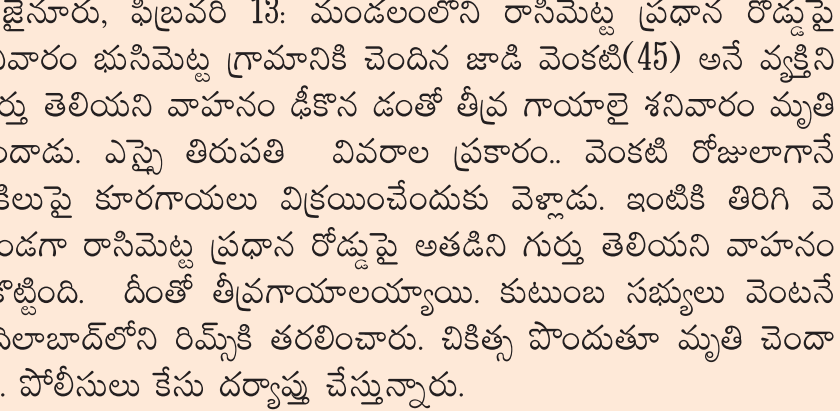 జైనూరు, ఫిబ్రవరి 13: మండలంలోని రాసిమెట్ట ప్రధాన రోడ్డుపై
వారం భుసిమెట్ట గ్రామానికి చెందిన జాడి వెంకటి(45) అనే వ్యక్తిని
ర్తు తెలియని వాహనం ఢీకొన డంతో తీవ్ర గాయాలై శనివారం మృతి
దాడు. ఎస్సై తిరుపతి వివరాల ప్రకారం.. వెంకటి రోజులాగానే
కిలుపై కూరగాయలు విక్రయించేందుకు వెళ్లాడు. ఇంటికి తిరిగి వె
ండగా రాసిమెట్ట ప్రధాన రోడ్డుపై అతడిని గుర్తు తెలియని వాహనం
కొట్టింది. దీంతో తీవ్రగాయాలయ్యాయి. కుటుంబ సభ్యులు వెంటనే
దిలాబాద్‌లోని రిమ్స్‌కి తరలించారు. చికిత్స పొందుతూ మృతి చెందా
. పోలీసులు కేసు దర్యాప్తు చేస్తున్నారు.